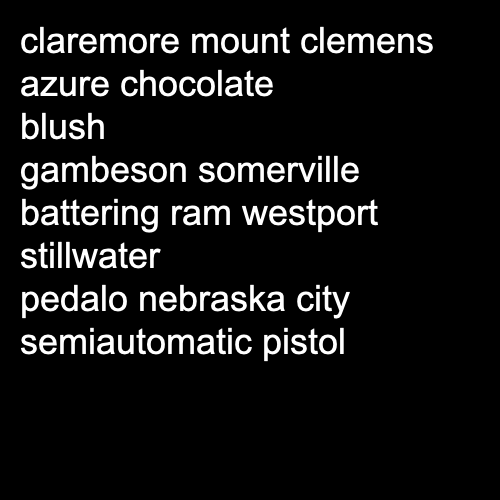 claremore mount clemens
azure chocolate
blush
gambeson somerville
battering ram westport
stillwater
pedalo nebraska city
semiautomatic pistol